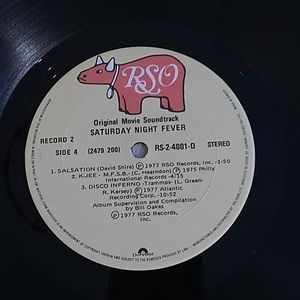 RSO
Original Movie Soundtrack
SATURDAY NIGHT FEVER
RECORD 2
SIDE 4 (2479 200) RS-2-4001-D STEREO
1. SALSATION (David Shire) ℗ 1977 RSO Records, Inc. -3:50
2. K-JEE - M.F.S.B.- (C. Hearndon) ℗ 1975 Philly
International Records -4:15
3. DISCO INFERNO -Trammps- (L. Green-
R. Kersey) ℗ 1977 Atlantic
Recording Corp. -10:52
Album Supervision and Compilation
by Bill Oakes
℗ 1977 RSO Records,
Inc.
polydor